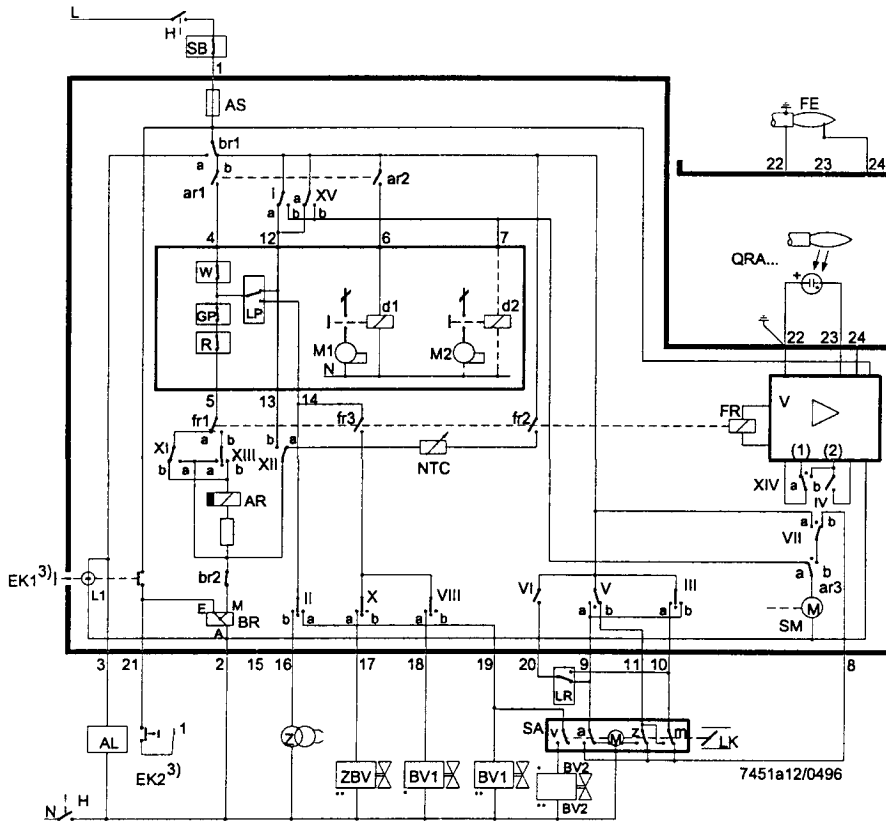 L
H
SB
1
AS
FE
22 23 24
br1
a b
ar1 ar2
i a XV
a b b
4 12 6 7
QRA...
+
W
GP LP
R
d1 d2
M1 M2
N
22 23 24
5 13 14
fr1 fr3 fr2
FR V
a b b a
XI XIII XII
b a a b
NTC
(1) (2)
XIV a b
IV
AR
a b
VII
EK1 3)
L1
br2
E M
BR
A
II X VIII VI V III
a b
ar3
M
SM
b a a b a b a b a b
3 21 2 15 16 17 18 19 20 9 11 10 8
LR
SA v a M z m LK
AL
1
EK2 3)
Z
ZBV BV1 BV1 BV2
BV2
7451a12/0496
N H